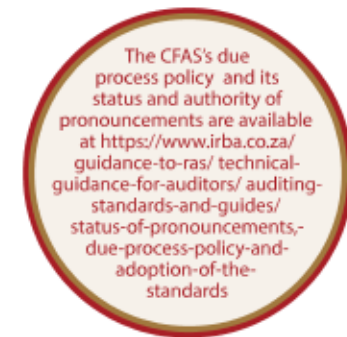 The CFAS's due
process policy and its
status and authority of
pronouncements are available
at https://www.irba.co.za/
guidance-to-ras/ technical-
guidance-for-auditors/ auditing-
standards-and-guides/
status-of-pronouncements,-
due-process-policy-and-
adoption-of-the-
standards